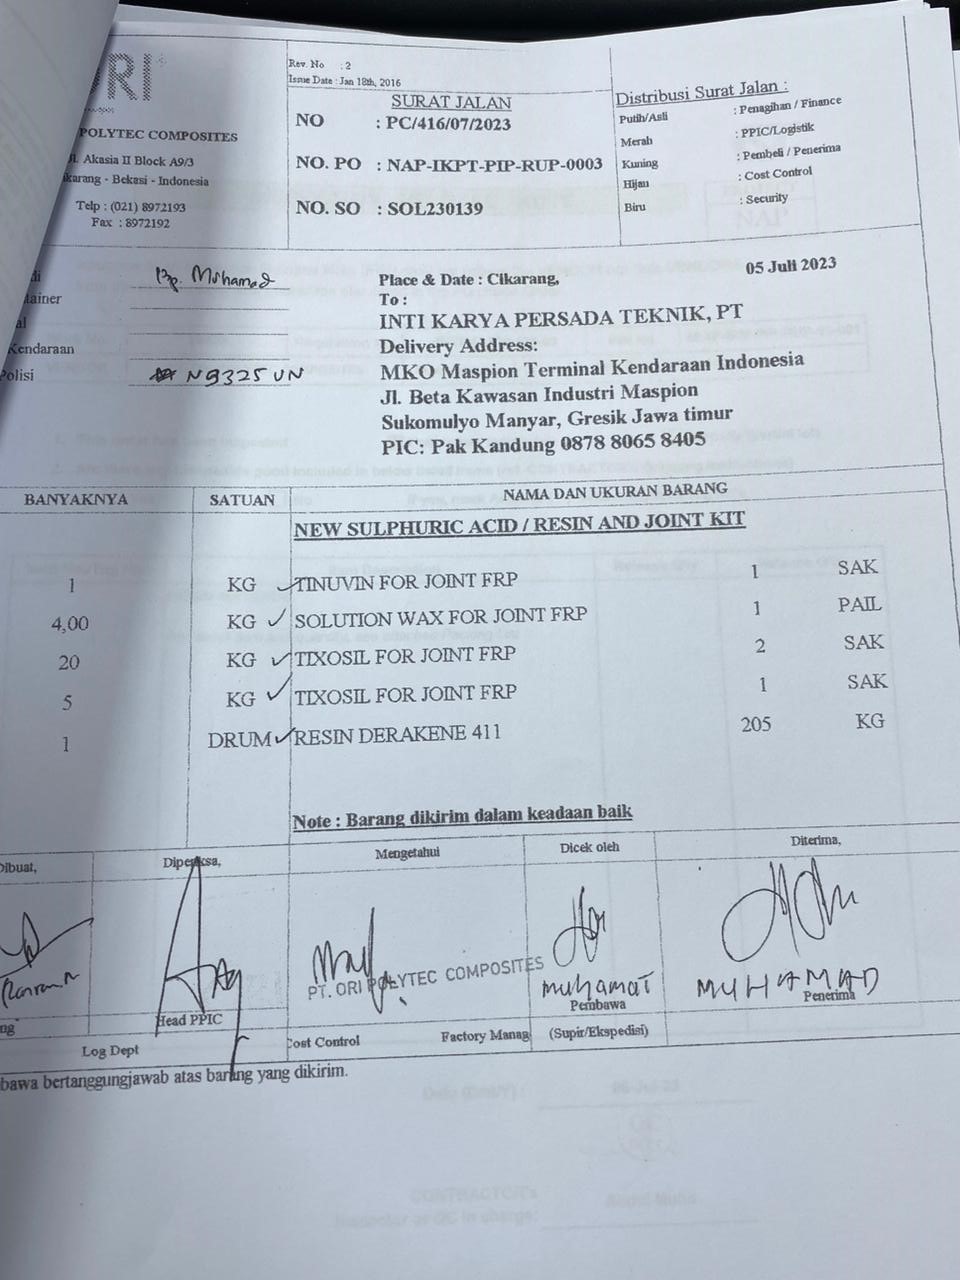 ORI
Rev. No : 2
Issue Date : Jan 18th, 2016
SURAT JALAN
NO : PC/416/07/2023
NO. PO : NAP-IKPT-PIP-RUP-0003
NO. SO : SOL230139
Distribusi Surat Jalan :
Putih/Asli : Penagihan / Finance
Merah : PPIC/Logistik
Kuning : Pembeli / Penerima
Hijau : Cost Control
Biru : Security
POLYTEC COMPOSITES
Jl. Akasia II Block A9/3
ikarang - Bekasi - Indonesia
Telp : (021) 8972193
Fax : 8972192
di Bp. Muhamad
tainer
al
Kendaraan
Polisi N 9325 UN
Place & Date : Cikarang, 05 Juli 2023
To :
INTI KARYA PERSADA TEKNIK, PT
Delivery Address:
MKO Maspion Terminal Kendaraan Indonesia
Jl. Beta Kawasan Industri Maspion
Sukomulyo Manyar, Gresik Jawa timur
PIC: Pak Kandung 0878 8065 8405
BANYAKNYA SATUAN NAMA DAN UKURAN BARANG
NEW SULPHURIC ACID / RESIN AND JOINT KIT
1 KG TINUVIN FOR JOINT FRP 1 SAK
4,00 KG SOLUTION WAX FOR JOINT FRP 1 PAIL
20 KG TIXOSIL FOR JOINT FRP 2 SAK
5 KG TIXOSIL FOR JOINT FRP 1 SAK
1 DRUM RESIN DERAKENE 411 205 KG
Note : Barang dikirim dalam keadaan baik
Dibuat, Diperiksa, Mengetahui Dicek oleh Diterima,
PT. ORI POLYTEC COMPOSITES
muhamat MUHAMAD
Pembawa Penerima
ng Head PPIC
Log Dept Cost Control Factory Manag (Supir/Ekspedisi)
bawa bertanggungjawab atas barang yang dikirim.